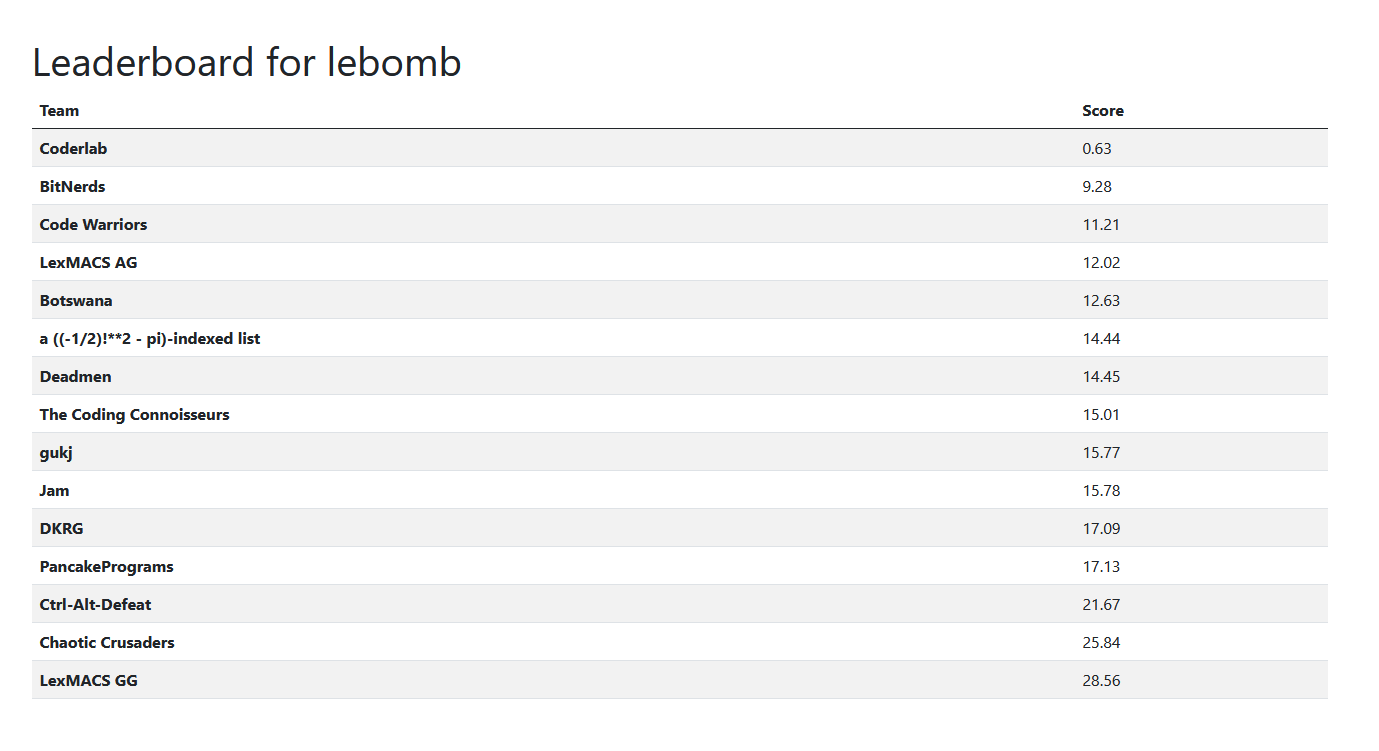 Leaderboard for lebomb
Team Score
Coderlab 0.63
BitNerds 9.28
Code Warriors 11.21
LexMACS AG 12.02
Botswana 12.63
a ((-1/2)!**2 - pi)-indexed list 14.44
Deadmen 14.45
The Coding Connoisseurs 15.01
gukj 15.77
Jam 15.78
DKRG 17.09
PancakePrograms 17.13
Ctrl-Alt-Defeat 21.67
Chaotic Crusaders 25.84
LexMACS GG 28.56